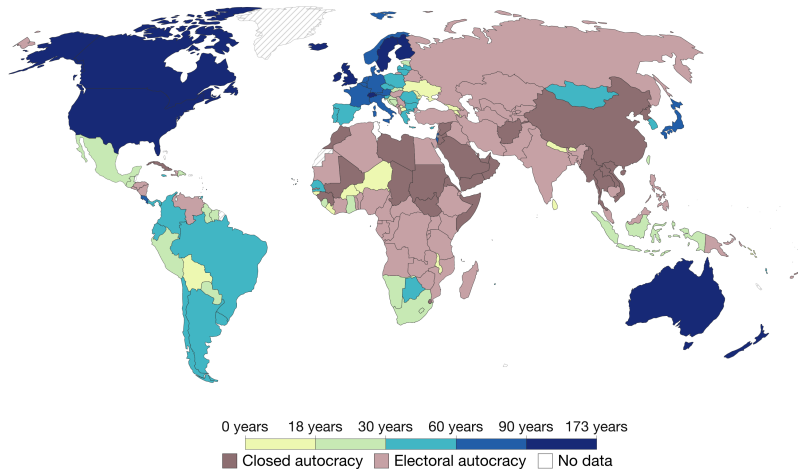 0 years 18 years 30 years 60 years 90 years 173 years
Closed autocracy Electoral autocracy No data